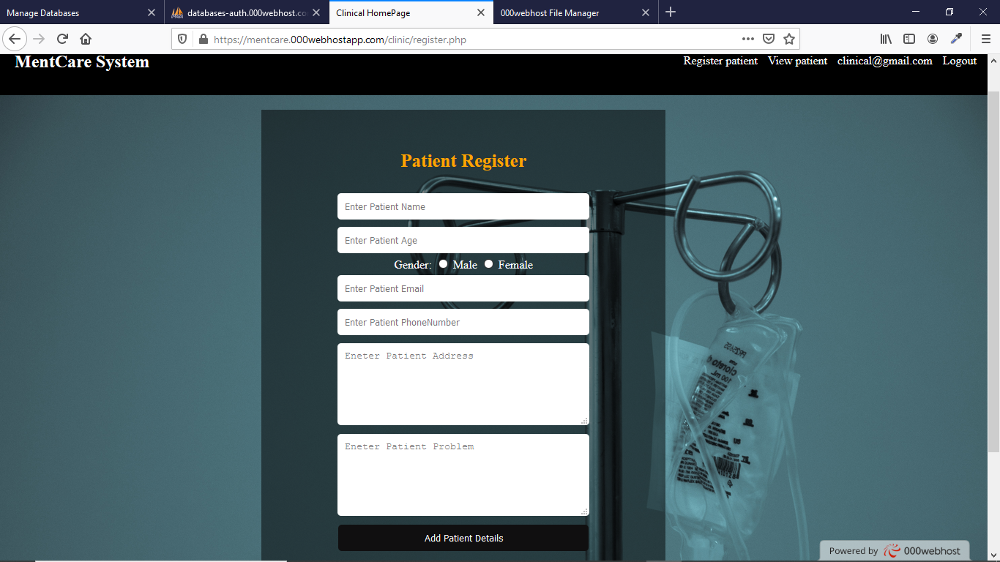 Manage Databases
databases-auth.000webhost.co
Clinical HomePage
000webhost File Manager
https://mentcare.000webhostapp.com/clinic/register.php
MentCare System
Register patient View patient clinical@gmail.com Logout
Patient Register
Enter Patient Name
Enter Patient Age
Gender: Male Female
Enter Patient Email
Enter Patient PhoneNumber
Eneter Patient Address
Eneter Patient Problem
Add Patient Details
100 mL
Powered by 000webhost